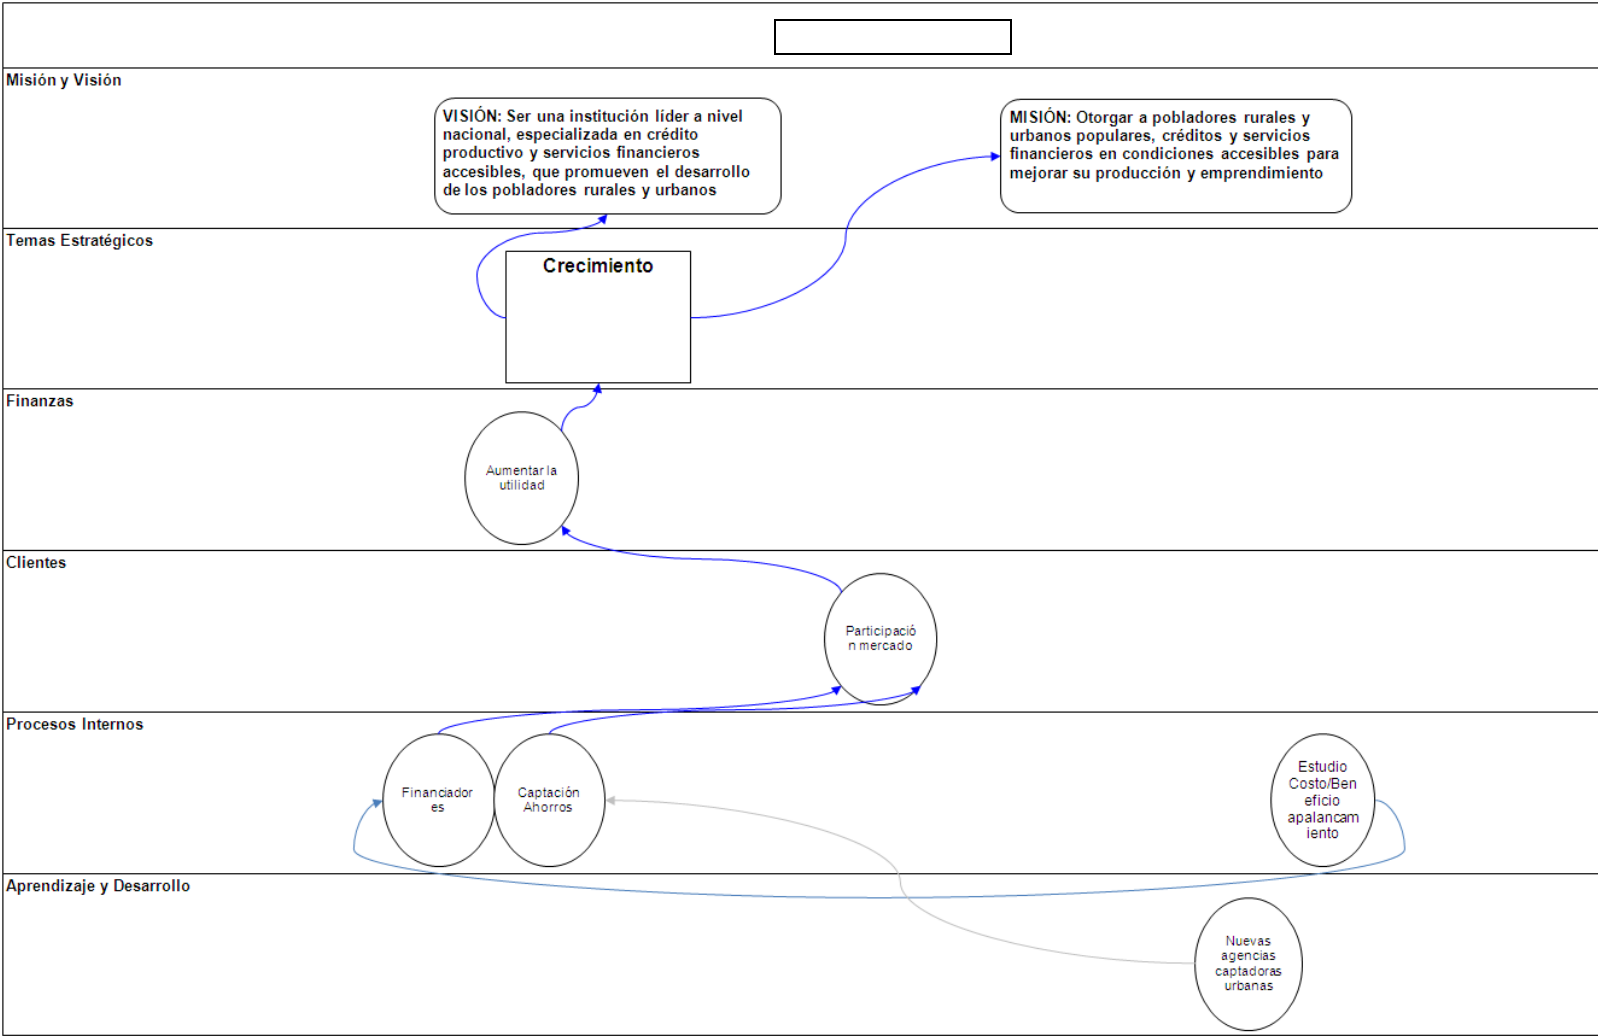 Misión y Visión
VISIÓN: Ser una institución líder a nivel
nacional, especializada en crédito
productivo y servicios financieros
accesibles, que promueven el desarrollo
de los pobladores rurales y urbanos
MISIÓN: Otorgar a pobladores rurales y
urbanos populares, créditos y servicios
financieros en condiciones accesibles para
mejorar su producción y emprendimiento
Temas Estratégicos
Crecimiento
Finanzas
Aumentar la
utilidad
Clientes
Participació
n mercado
Procesos Internos
Financiador
es
Captación
Ahorros
Estudio
Costo/Ben
eficio
apalancam
iento
Aprendizaje y Desarrollo
Nuevas
agencias
captadoras
urbanas